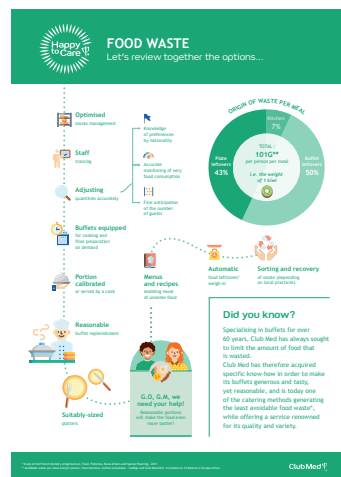 Happy
to Care
FOOD WASTE
Let's review together the options...
Optimised
stocks management
Staff
training
Adjusting
quantities accurately
Knowledge
of preferences
by nationality
Accurate
monitoring of very
food consumption
Fine anticipation
of the number
of guests
Buffets equipped
for cooking and
final preparation
on demand
Portion
calibrated
or served by a cook
Reasonable
buffet replenishment
Suitably-sized
platters
Menus
and recipes
enabling reuse
of uneaten food
Automatic
food leftovers'
weigh-in
Sorting and recovery
of waste (depending
on local practices)
ORIGIN OF WASTE PER MEAL
Kitchen
7%
Plate
leftovers
43%
Buffet
leftovers
50%
TOTAL :
101G**
per person per meal
i.e. the weight
of 1 kiwi
G.O, G.M, we
need your help!
Reasonable portions
will make the food even
more tastier!
Did you know?
Specialising in buffets for over
60 years, Club Med has always sought
to limit the amount of food that
is wasted.
Club Med has therefore acquired
specific know-how in order to make
its buffets generous and tasty,
yet reasonable, and is today one
of the catering methods generating
the least avoidable food waste*,
while offering a service renowned
for its quality and variety.
Club Med